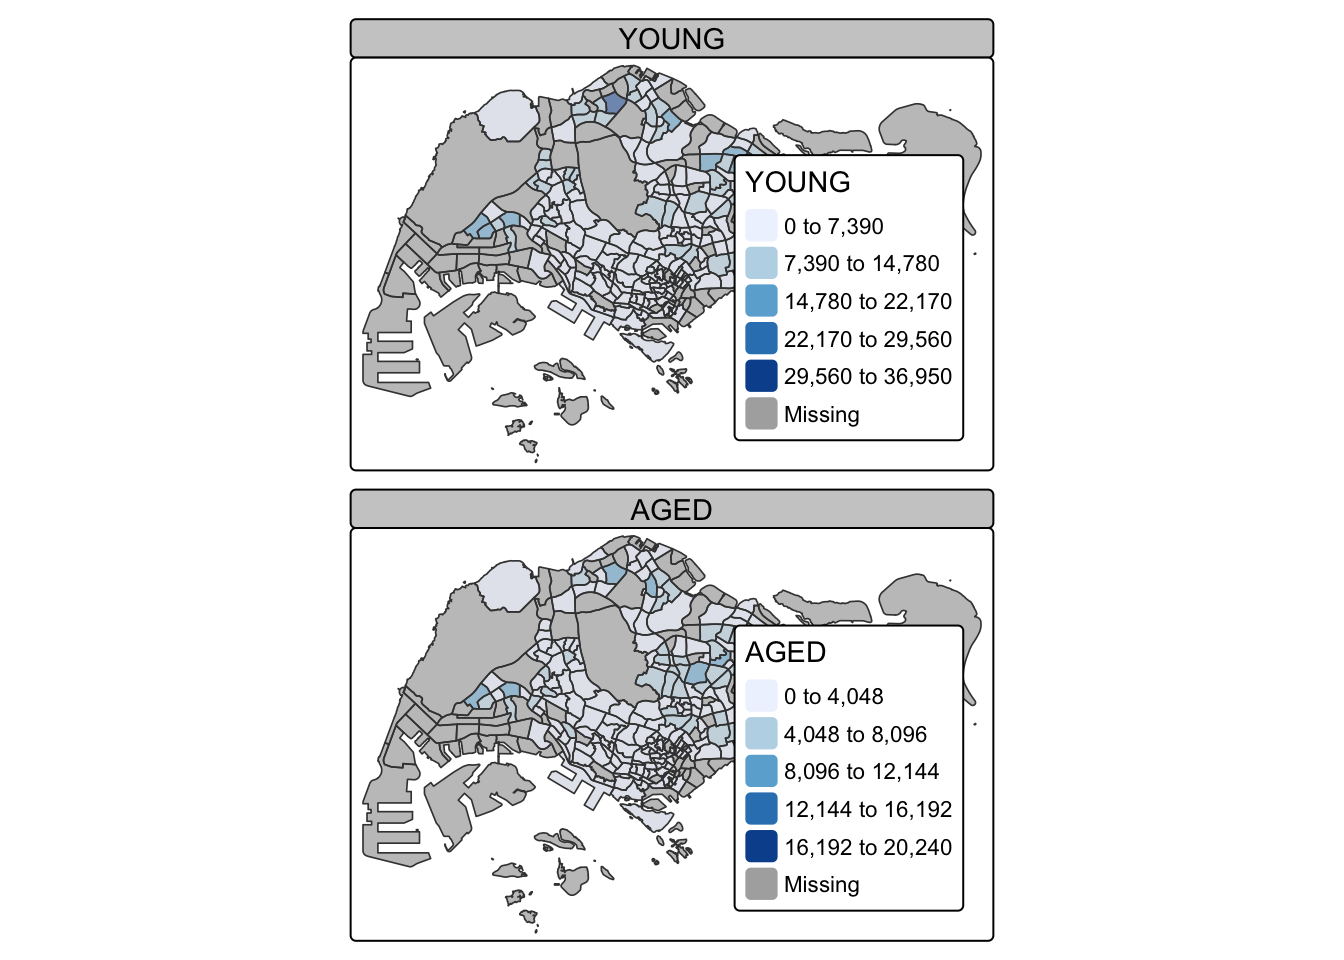 YOUNG
YOUNG
0 to 7,390
7,390 to 14,780
14,780 to 22,170
22,170 to 29,560
29,560 to 36,950
Missing
AGED
AGED
0 to 4,048
4,048 to 8,096
8,096 to 12,144
12,144 to 16,192
16,192 to 20,240
Missing